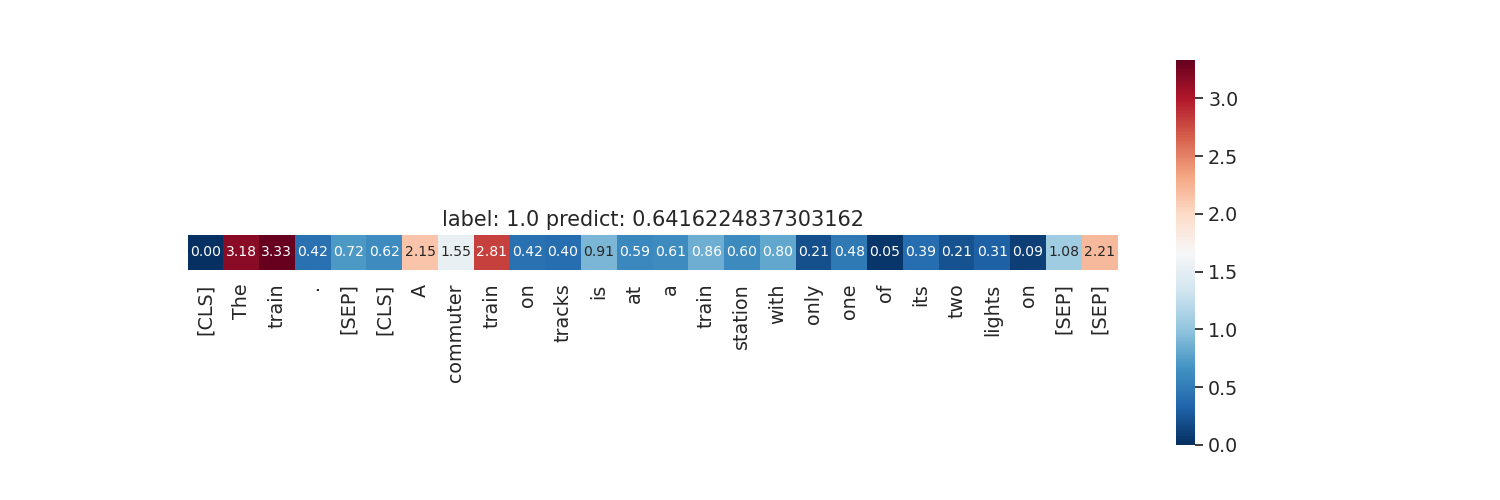 label: 1.0 predict: 0.6416224837303162
0.00 3.18 3.33 0.42 0.72 0.62 2.15 1.55 2.81 0.42 0.40 0.91 0.59 0.61 0.86 0.60 0.80 0.21 0.48 0.05 0.39 0.21 0.31 0.09 1.08 2.21
[CLS] The train . [SEP] [CLS] A commuter train on tracks is at a train station with only one of its two lights on [SEP] [SEP]
3.0
2.5
2.0
1.5
1.0
0.5
0.0